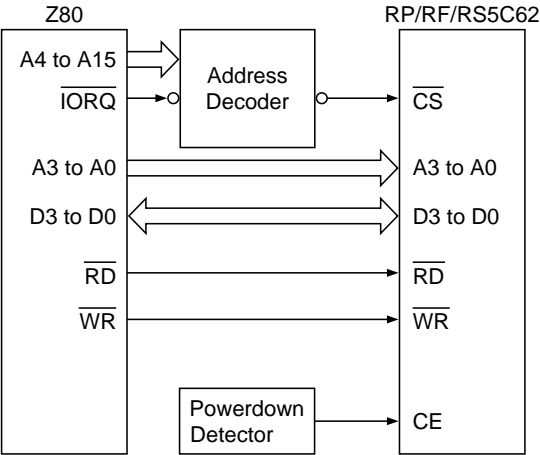 Z80
RP/RF/RS5C62
A4 to A15
Address
Decoder
IORQ
CS
A3 to A0
A3 to A0
D3 to D0
D3 to D0
RD
RD
WR
WR
Powerdown
Detector
CE